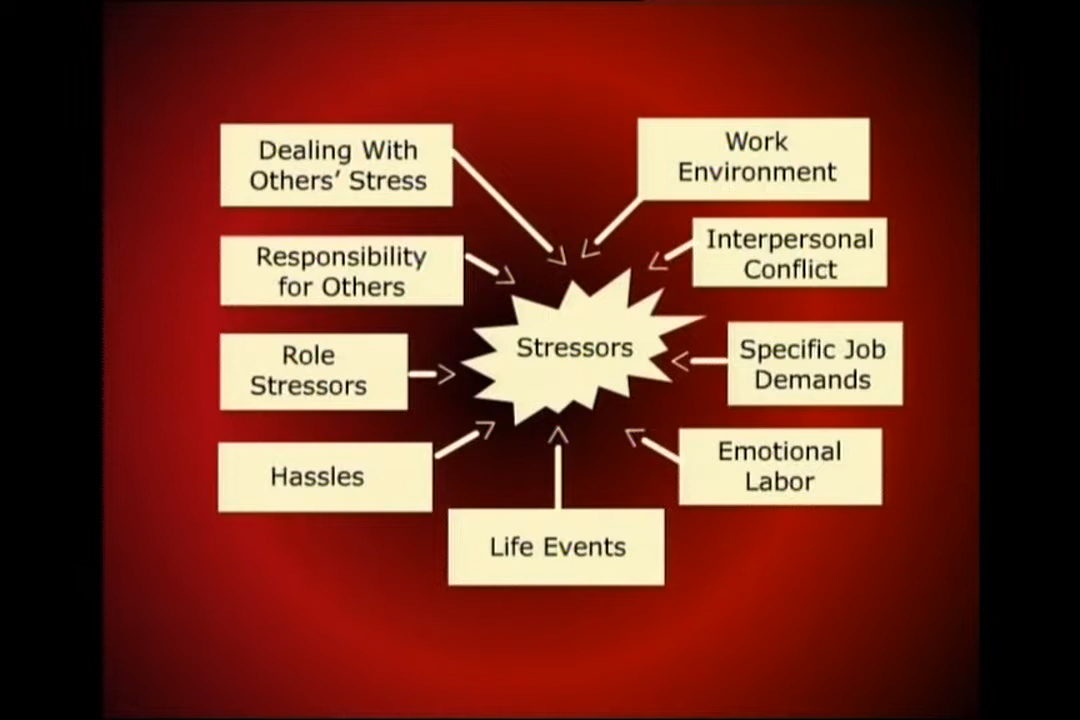 Dealing With
Others’ Stress
Work
Environment
Responsibility
for Others
Interpersonal
Conflict
Role
Stressors
Stressors
Specific Job
Demands
Hassles
Emotional
Labor
Life Events